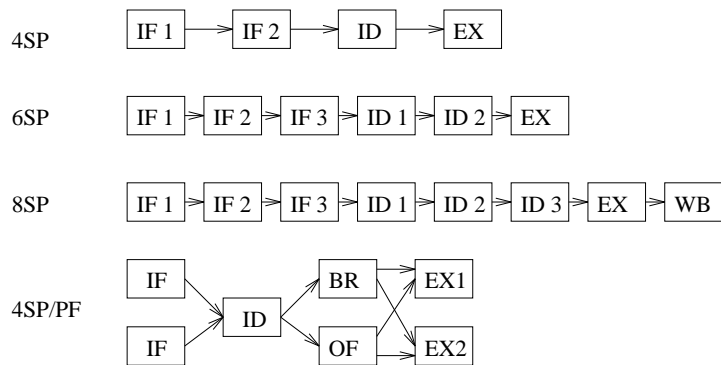 4SP IF 1 IF 2 ID EX
6SP IF 1 IF 2 IF 3 ID 1 ID 2 EX
8SP IF 1 IF 2 IF 3 ID 1 ID 2 ID 3 EX WB
IF BR EX1
4SP/PF ID
IF OF EX2